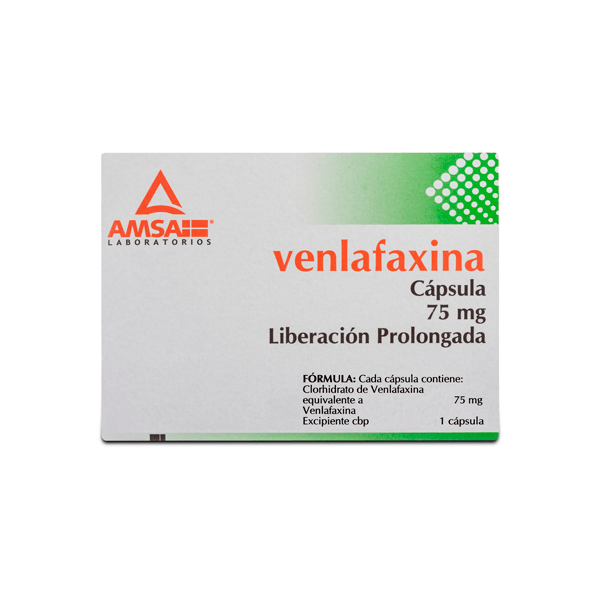 AMSA®
LABORATORIOS
venlafaxina
Cápsula
75 mg
Liberación Prolongada
FÓRMULA: Cada cápsula contiene:
Clorhidrato de Venlafaxina
equivalente a 75 mg
Venlafaxina
Excipiente cbp 1 cápsula